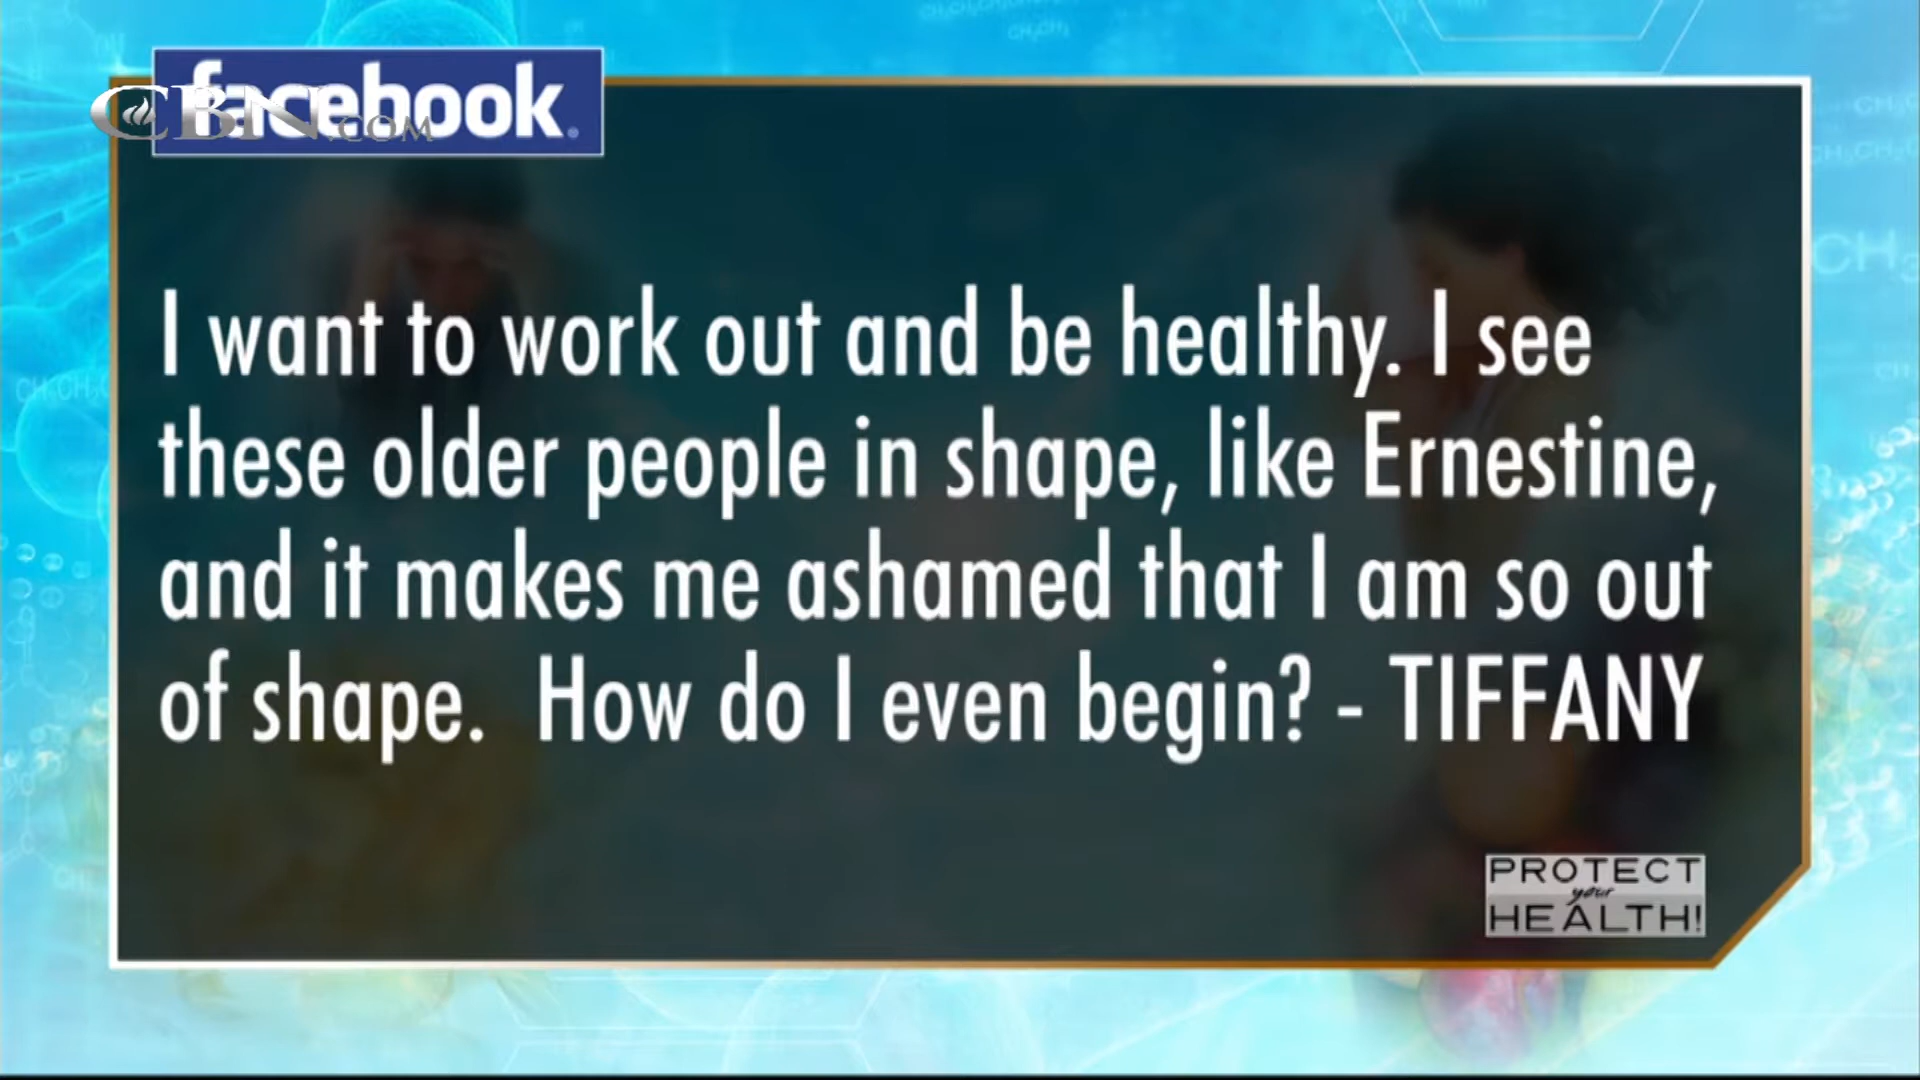 facebook.
CBN.COM
I want to work out and be healthy. I see
these older people in shape, like Ernestine,
and it makes me ashamed that I am so out
of shape. How do I even begin? - TIFFANY
PROTECT
your
HEALTH!
CH3